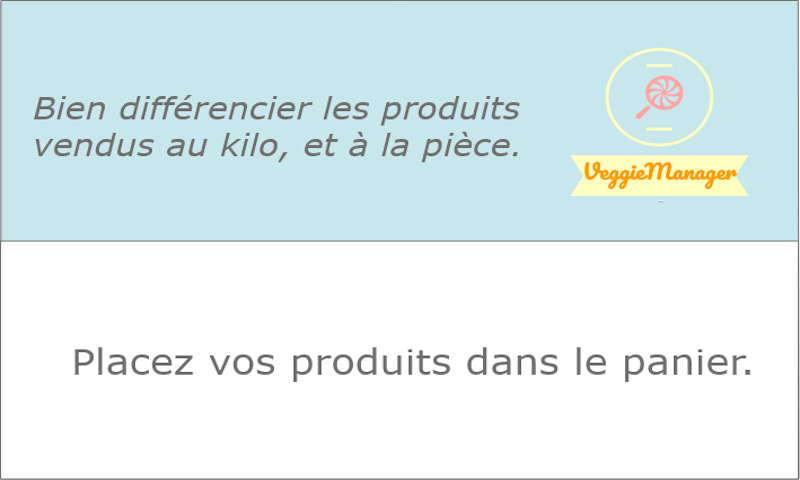 Bien différencier les produits
vendus au kilo, et à la pièce.
VeggieManager
Placez vos produits dans le panier.